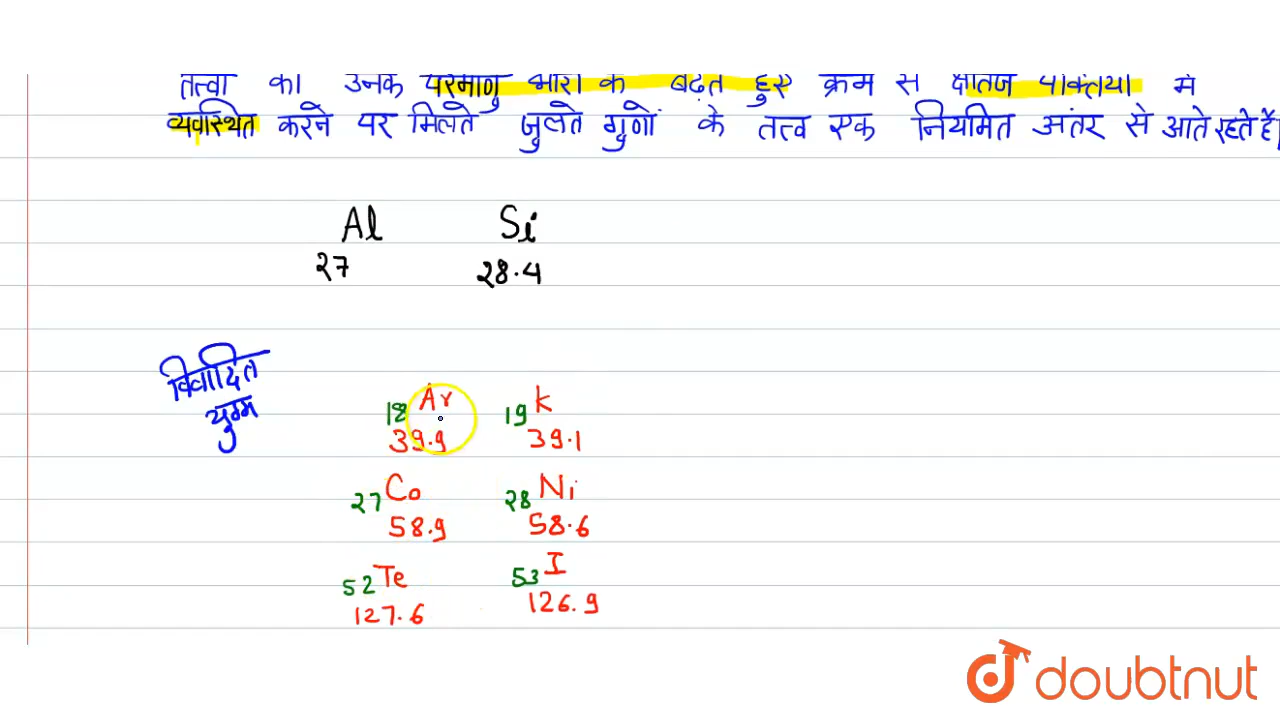 तत्वों को उनके परमाणु भारों के बढ़ते हुए क्रम से क्षैतिज पंक्तियों में
व्यवस्थित करने पर मिलते जुलते गुणों के तत्व एक नियमित अंतर से आते रहते हैं।
Al Si
27 28.4
विवादित
युग्म
18 Ar 19 K
39.9 39.1
27 Co 28 Ni
58.9 58.6
52 Te 53 I
127.6 126.9
doubtnut